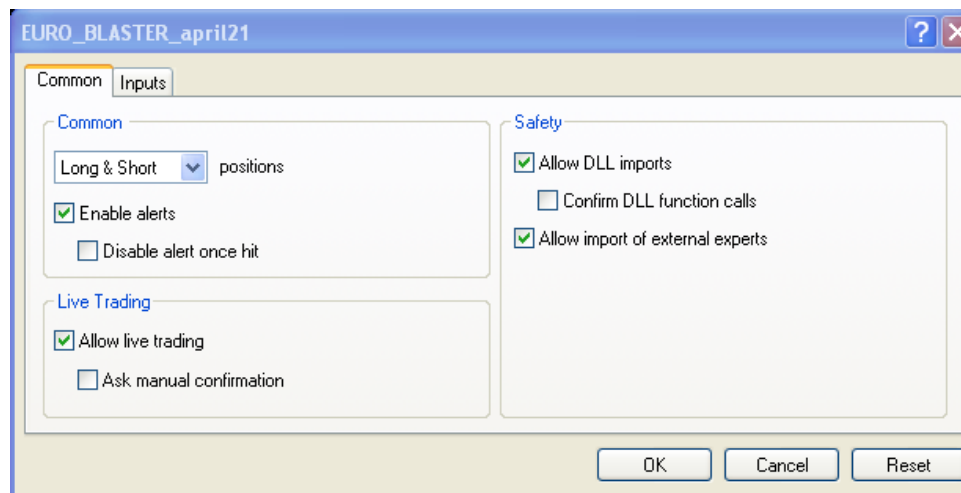 EURO_BLASTER_april21
Common
Inputs
Common
Long & Short
positions
Enable alerts
Disable alert once hit
Live Trading
Allow live trading
Ask manual confirmation
Safety
Allow DLL imports
Confirm DLL function calls
Allow import of external experts
OK
Cancel
Reset